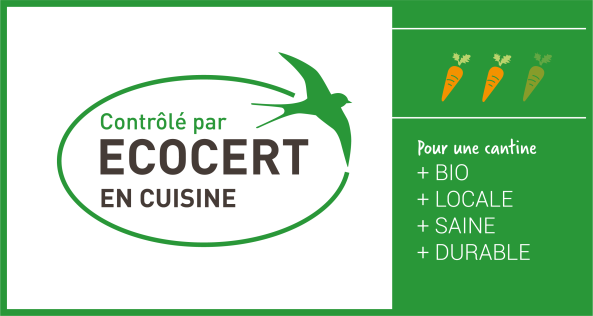 Contrôlé par
ECOCERT
EN CUISINE
Pour une cantine
+ BIO
+ LOCALE
+ SAINE
+ DURABLE